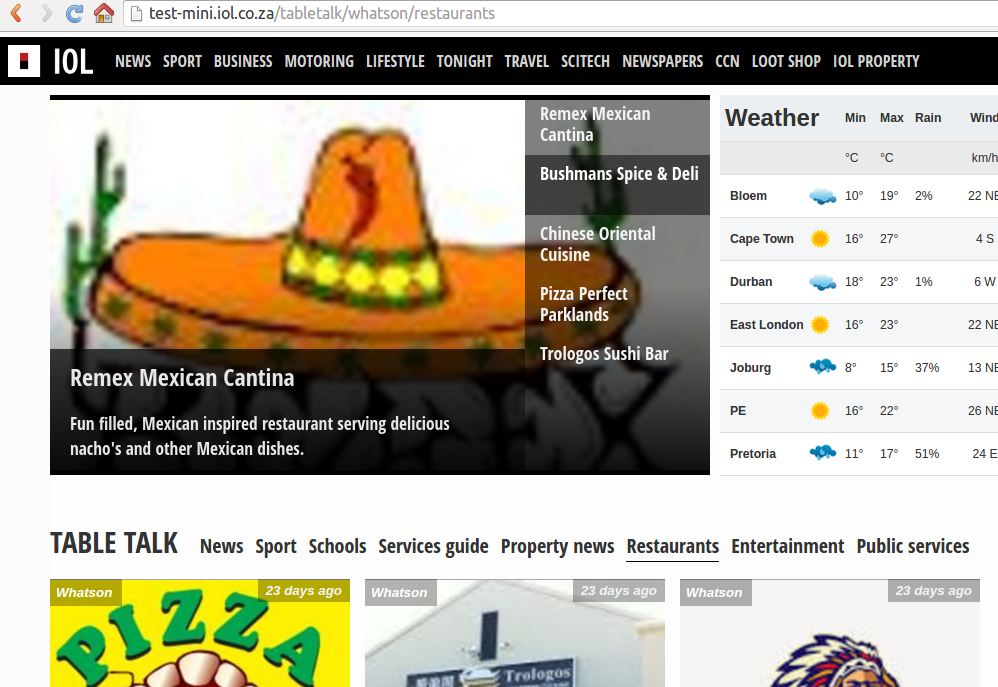 test-mini.iol.co.za/tabletalk/whatson/restaurants
IOL NEWS SPORT BUSINESS MOTORING LIFESTYLE TONIGHT TRAVEL SCITECH NEWSPAPERS CCN LOOT SHOP IOL PROPERTY
Remex Mexican
Cantina
Bushmans Spice & Deli
Chinese Oriental
Cuisine
Pizza Perfect
Parklands
Trologos Sushi Bar
Remex Mexican Cantina
Fun filled, Mexican inspired restaurant serving delicious
nacho's and other Mexican dishes.
Weather Min Max Rain Wind
°C °C km/h
Bloem 10° 19° 2% 22 NE
Cape Town 16° 27° 4 S
Durban 18° 23° 1% 6 W
East London 16° 23° 22 NE
Joburg 8° 15° 37% 13 NE
PE 16° 22° 26 NE
Pretoria 11° 17° 51% 24 E
TABLE TALK News Sport Schools Services guide Property news Restaurants Entertainment Public services
Whatson 23 days ago
PIZZA
Whatson 23 days ago
Trologos
Whatson 23 days ago